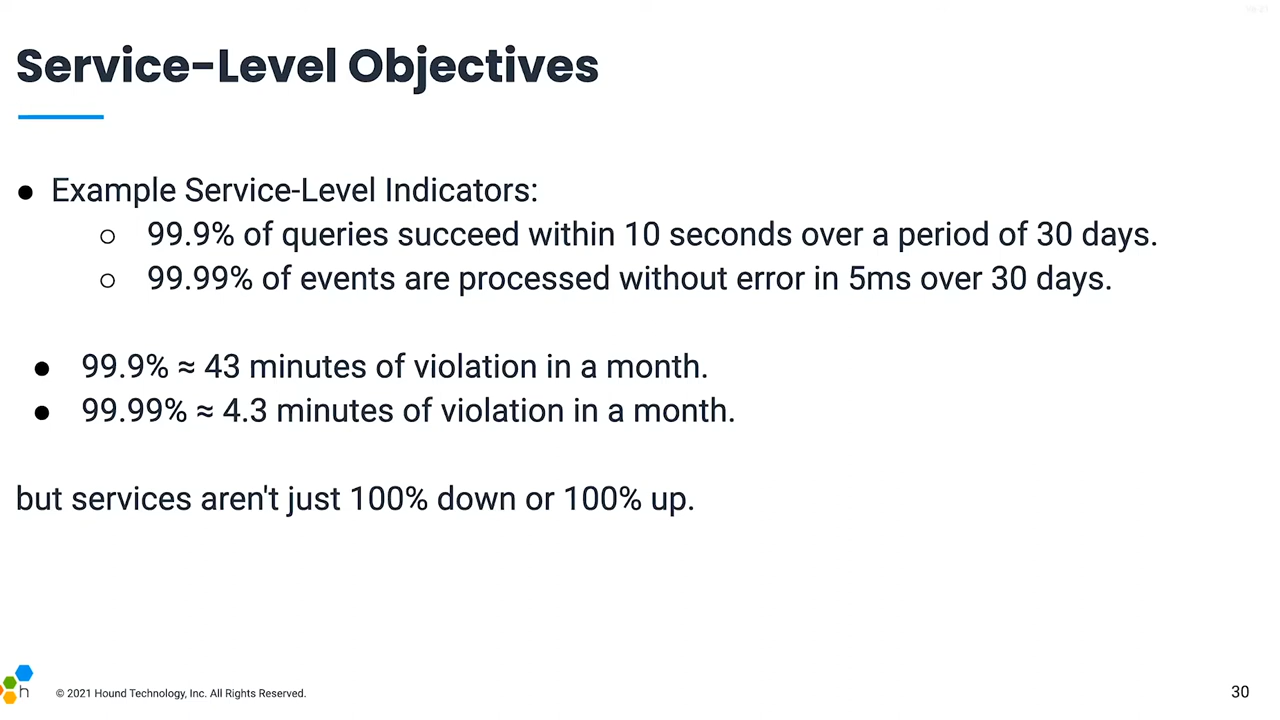 Service-Level Objectives
● Example Service-Level Indicators:
○ 99.9% of queries succeed within 10 seconds over a period of 30 days.
○ 99.99% of events are processed without error in 5ms over 30 days.
● 99.9% ≈ 43 minutes of violation in a month.
● 99.99% ≈ 4.3 minutes of violation in a month.
but services aren't just 100% down or 100% up.
h
© 2021 Hound Technology, Inc. All Rights Reserved.
30